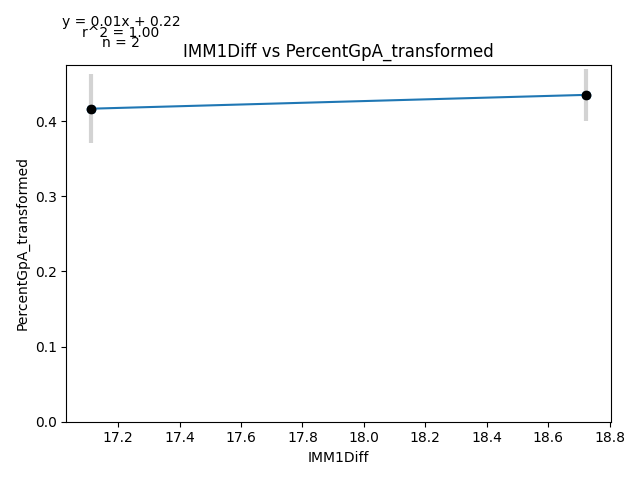 y = 0.01x + 0.22
r^2 = 1.00
n = 2
IMM1Diff vs PercentGpA_transformed
PercentGpA_transformed
0.4
0.3
0.2
0.1
0.0
17.2 17.4 17.6 17.8 18.0 18.2 18.4 18.6 18.8
IMM1Diff